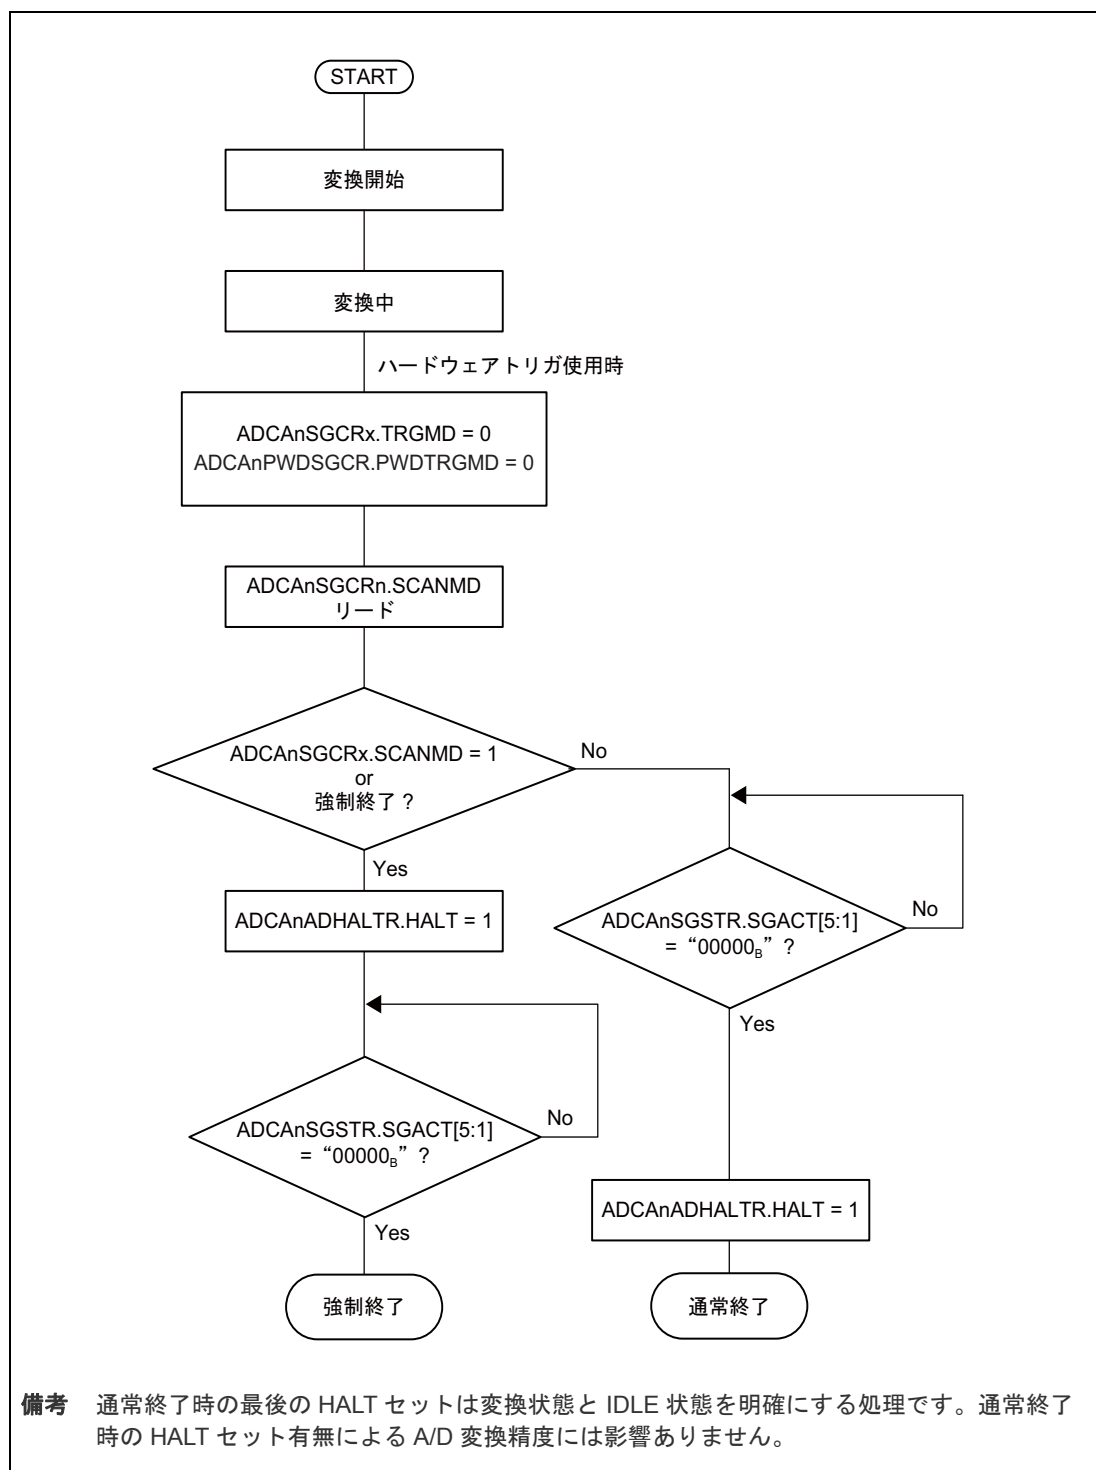 START
変換開始
変換中
ハードウェアトリガ使用時
ADCAnSGCRx.TRGMD = 0
ADCAnPWDSGCR.PWDTRGMD = 0
ADCAnSGCRn.SCANMD
リード
ADCAnSGCRx.SCANMD = 1
or
強制終了？
No
Yes
ADCAnADHALTR.HALT = 1
ADCAnSGSTR.SGACT[5:1]
= “00000B” ？
No
Yes
ADCAnSGSTR.SGACT[5:1]
= “00000B” ？
No
Yes
ADCAnADHALTR.HALT = 1
強制終了
通常終了
備考 通常終了時の最後の HALT セットは変換状態と IDLE 状態を明確にする処理です。通常終了
時の HALT セット有無による A/D 変換精度には影響ありません。